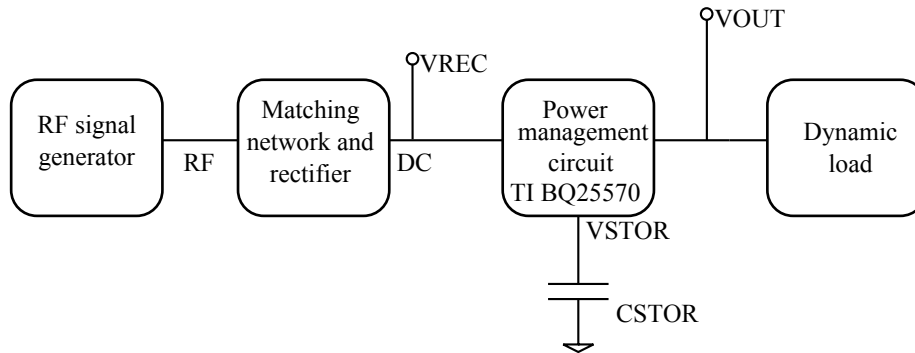 VOUT
VREC
RF signal
generator
RF
Matching
network and
rectifier
DC
Power
management
circuit
TI BQ25570
Dynamic
load
VSTOR
CSTOR